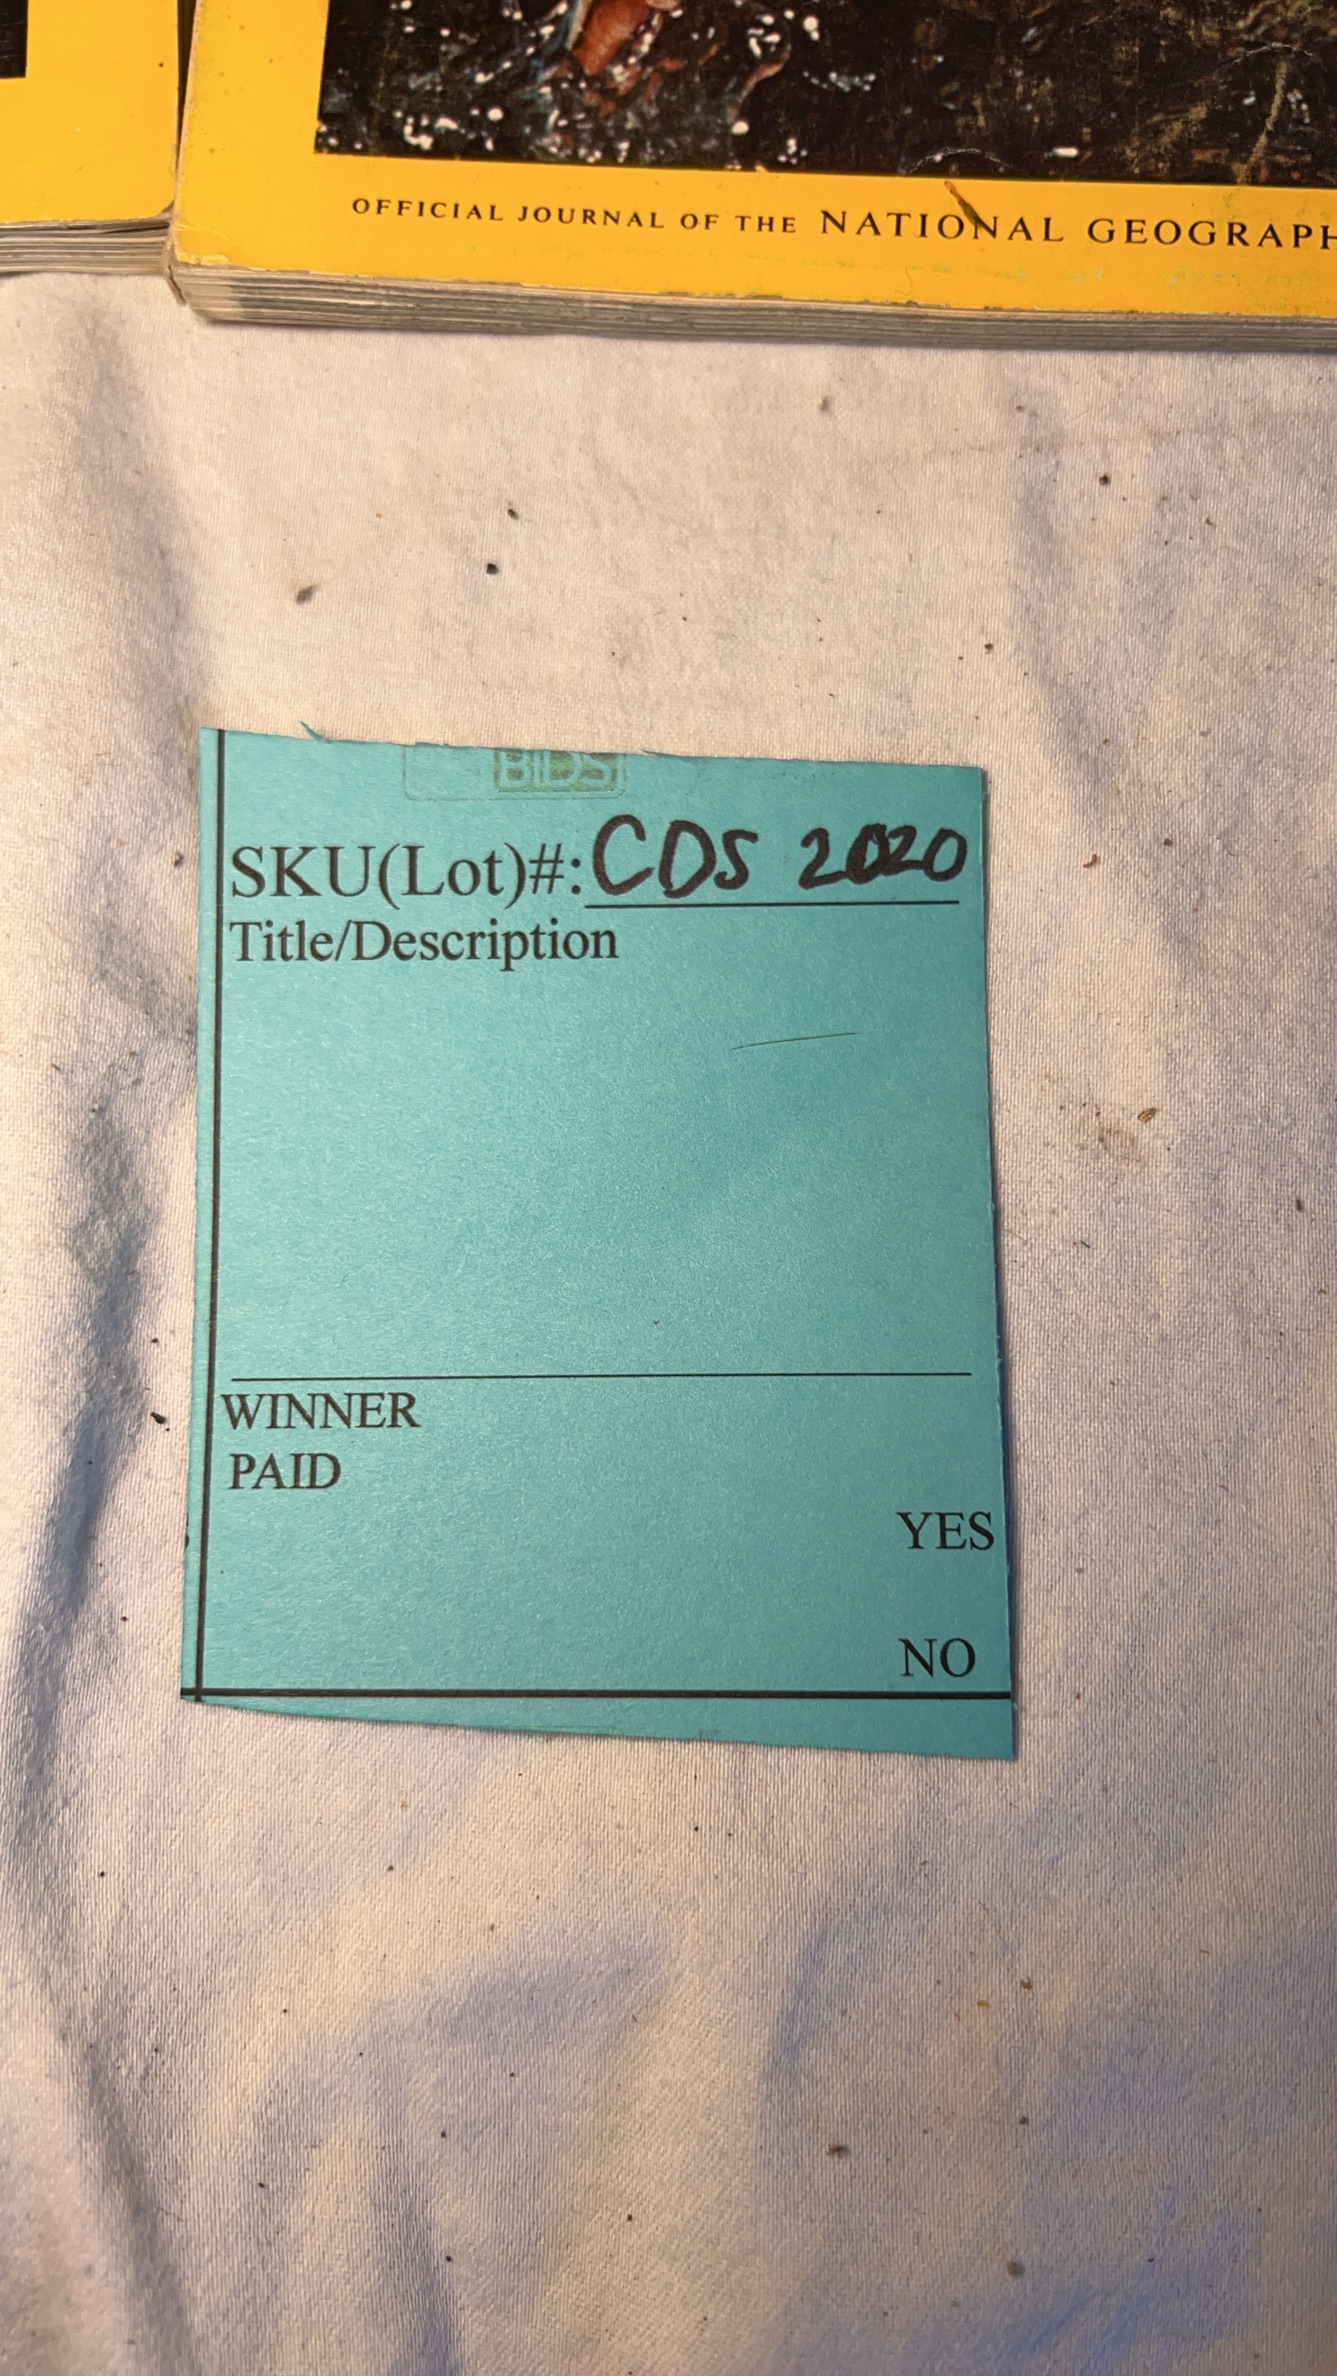 OFFICIAL JOURNAL OF THE NATIONAL GEOGRAPH
BIDS
SKU(Lot)#: CDS 2020
Title/Description
WINNER
PAID
YES
NO